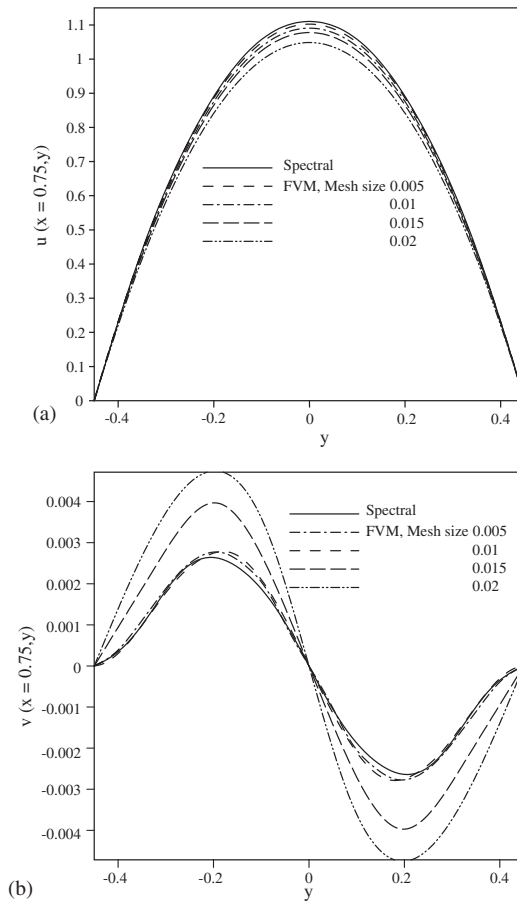 1.1
1
0.9
0.8
0.7
0.6
0.5
0.4
0.3
0.2
0.1
0
u (x = 0.75,y)
Spectral
FVM, Mesh size 0.005
0.01
0.015
0.02
-0.4 -0.2 0 0.2 0.4
y
(a)
0.004
0.003
0.002
0.001
0
-0.001
-0.002
-0.003
-0.004
v (x = 0.75,y)
Spectral
FVM, Mesh size 0.005
0.01
0.015
0.02
-0.4 -0.2 0 0.2 0.4
y
(b)